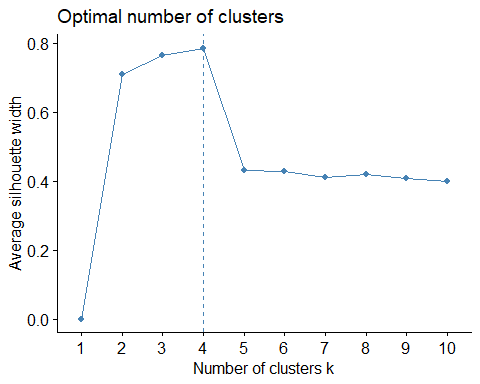 Optimal number of clusters
Average silhouette width
0.8
0.6
0.4
0.2
0.0
1 2 3 4 5 6 7 8 9 10
Number of clusters k